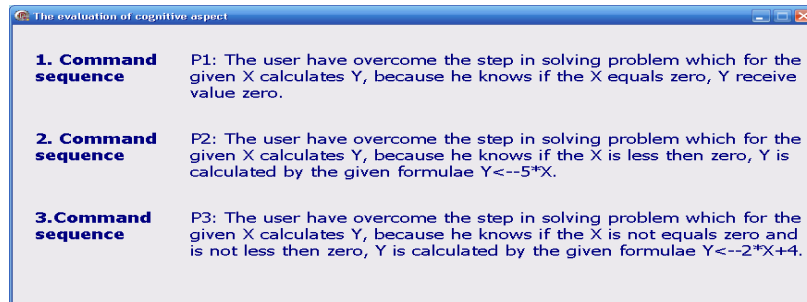 The evaluation of cognitive aspect
1. Command sequence
P1: The user have overcome the step in solving problem which for the
given X calculates Y, because he knows if the X equals zero, Y receive
value zero.
2. Command sequence
P2: The user have overcome the step in solving problem which for the
given X calculates Y, because he knows if the X is less then zero, Y is
calculated by the given formulae Y<--5*X.
3.Command sequence
P3: The user have overcome the step in solving problem which for the
given X calculates Y, because he knows if the X is not equals zero and
is not less then zero, Y is calculated by the given formulae Y<--2*X+4.